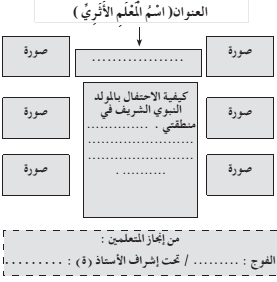 العنوان( اسْمُ الْمَعْلَمِ الأَثَرِيِّ )
صورة
..................
صورة
كيفية الاحتفال بالمولد
النبوي الشريف في
منطقتي . ..............
........................
........................
...........
صورة
صورة
صورة
صورة
من إنجاز المتعلمين :
الفوج : ......... / تحت إشراف الأستاذ (ة) : .........